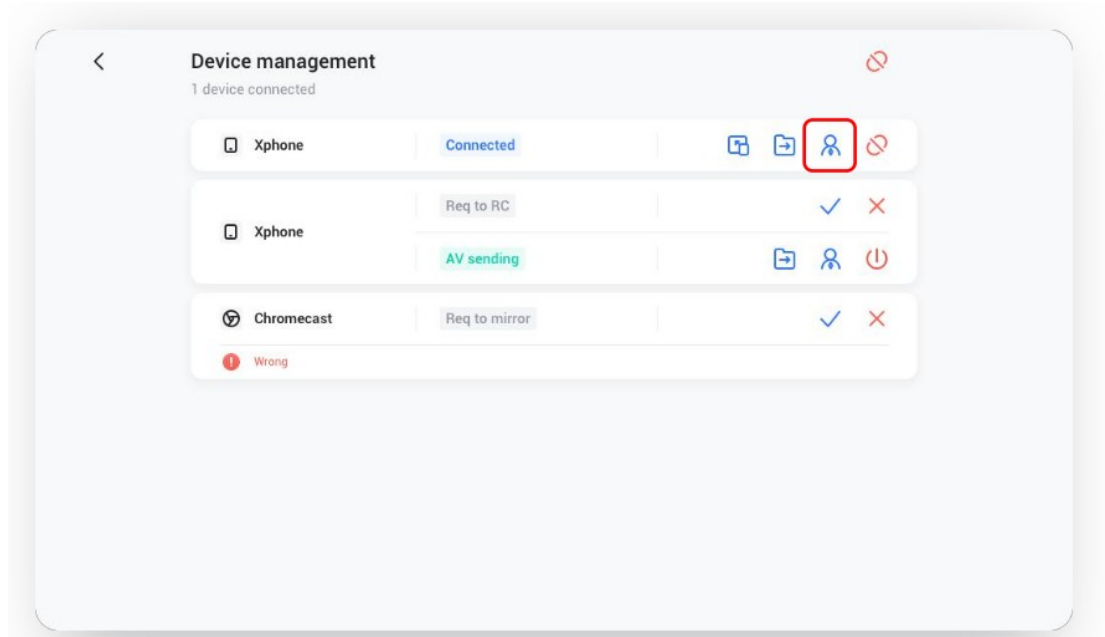 Device management
1 device connected
Xphone Connected
Req to RC
Xphone
AV sending
Chromecast Req to mirror
Wrong